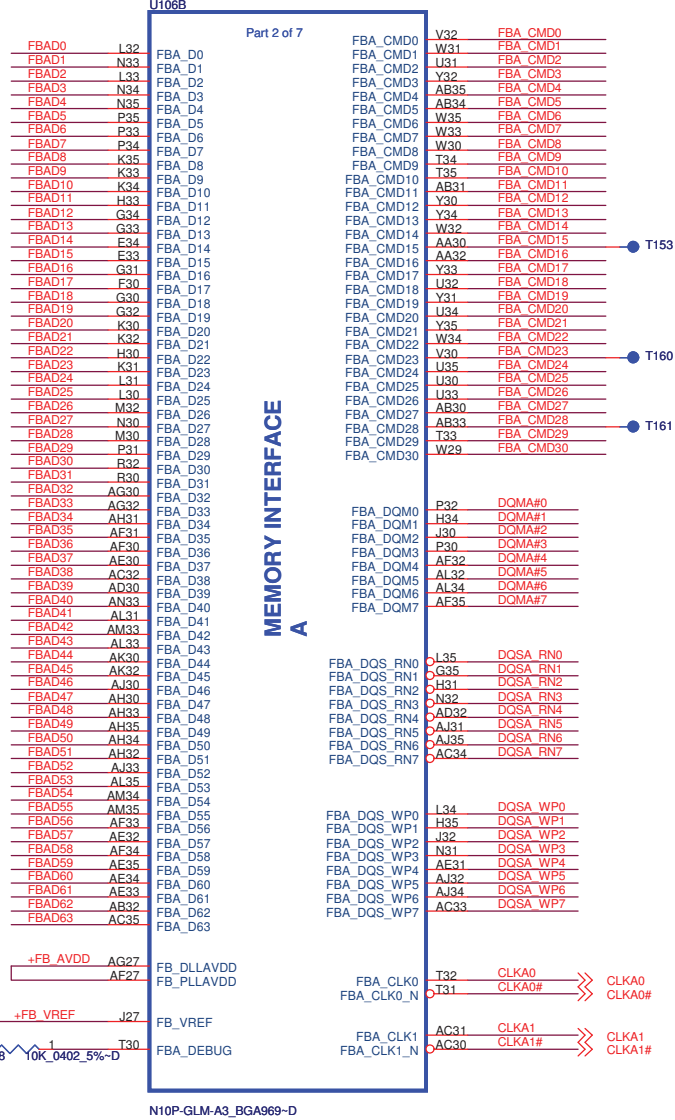 U106B
Part 2 of 7
FBAD0 L32 FBA_D0
FBAD1 N33 FBA_D1
FBAD2 L33 FBA_D2
FBAD3 N34 FBA_D3
FBAD4 N35 FBA_D4
FBAD5 P35 FBA_D5
FBAD6 P33 FBA_D6
FBAD7 P34 FBA_D7
FBAD8 K35 FBA_D8
FBAD9 K33 FBA_D9
FBAD10 K34 FBA_D10
FBAD11 H33 FBA_D11
FBAD12 G34 FBA_D12
FBAD13 G33 FBA_D13
FBAD14 E34 FBA_D14
FBAD15 E33 FBA_D15
FBAD16 G31 FBA_D16
FBAD17 F30 FBA_D17
FBAD18 G30 FBA_D18
FBAD19 G32 FBA_D19
FBAD20 K30 FBA_D20
FBAD21 K32 FBA_D21
FBAD22 H30 FBA_D22
FBAD23 K31 FBA_D23
FBAD24 L31 FBA_D24
FBAD25 L30 FBA_D25
FBAD26 M32 FBA_D26
FBAD27 N30 FBA_D27
FBAD28 M30 FBA_D28
FBAD29 P31 FBA_D29
FBAD30 R32 FBA_D30
FBAD31 R30 FBA_D31
FBAD32 AG30 FBA_D32
FBAD33 AG32 FBA_D33
FBAD34 AH31 FBA_D34
FBAD35 AF31 FBA_D35
FBAD36 AF30 FBA_D36
FBAD37 AE30 FBA_D37
FBAD38 AC32 FBA_D38
FBAD39 AD30 FBA_D39
FBAD40 AN33 FBA_D40
FBAD41 AL31 FBA_D41
FBAD42 AM33 FBA_D42
FBAD43 AL33 FBA_D43
FBAD44 AK30 FBA_D44
FBAD45 AK32 FBA_D45
FBAD46 AJ30 FBA_D46
FBAD47 AH30 FBA_D47
FBAD48 AH33 FBA_D48
FBAD49 AH35 FBA_D49
FBAD50 AH34 FBA_D50
FBAD51 AH32 FBA_D51
FBAD52 AJ33 FBA_D52
FBAD53 AL35 FBA_D53
FBAD54 AM34 FBA_D54
FBAD55 AM35 FBA_D55
FBAD56 AF33 FBA_D56
FBAD57 AE32 FBA_D57
FBAD58 AF34 FBA_D58
FBAD59 AE35 FBA_D59
FBAD60 AE34 FBA_D60
FBAD61 AE33 FBA_D61
FBAD62 AB32 FBA_D62
FBAD63 AC35 FBA_D63
+FB_AVDD AG27 FB_DLLAVDD
AF27 FB_PLLAVDD
+FB_VREF J27 FB_VREF
8 10K_0402_5%~D 1 T30 FBA_DEBUG
MEMORY INTERFACE
A
FBA_CMD0 V32 FBA_CMD0
FBA_CMD1 W31 FBA_CMD1
FBA_CMD2 U31 FBA_CMD2
FBA_CMD3 Y32 FBA_CMD3
FBA_CMD4 AB35 FBA_CMD4
FBA_CMD5 AB34 FBA_CMD5
FBA_CMD6 W35 FBA_CMD6
FBA_CMD7 W33 FBA_CMD7
FBA_CMD8 W30 FBA_CMD8
FBA_CMD9 T34 FBA_CMD9
FBA_CMD10 T35 FBA_CMD10
FBA_CMD11 AB31 FBA_CMD11
FBA_CMD12 Y30 FBA_CMD12
FBA_CMD13 Y34 FBA_CMD13
FBA_CMD14 W32 FBA_CMD14
FBA_CMD15 AA30 FBA_CMD15 T153
FBA_CMD16 AA32 FBA_CMD16
FBA_CMD17 Y33 FBA_CMD17
FBA_CMD18 U32 FBA_CMD18
FBA_CMD19 Y31 FBA_CMD19
FBA_CMD20 U34 FBA_CMD20
FBA_CMD21 Y35 FBA_CMD21
FBA_CMD22 W34 FBA_CMD22
FBA_CMD23 V30 FBA_CMD23 T160
FBA_CMD24 U35 FBA_CMD24
FBA_CMD25 U30 FBA_CMD25
FBA_CMD26 U33 FBA_CMD26
FBA_CMD27 AB30 FBA_CMD27
FBA_CMD28 AB33 FBA_CMD28 T161
FBA_CMD29 T33 FBA_CMD29
FBA_CMD30 W29 FBA_CMD30
FBA_DQM0 P32 DQMA#0
FBA_DQM1 H34 DQMA#1
FBA_DQM2 J30 DQMA#2
FBA_DQM3 P30 DQMA#3
FBA_DQM4 AF32 DQMA#4
FBA_DQM5 AL32 DQMA#5
FBA_DQM6 AL34 DQMA#6
FBA_DQM7 AF35 DQMA#7
FBA_DQS_RN0 L35 DQSA_RN0
FBA_DQS_RN1 G35 DQSA_RN1
FBA_DQS_RN2 H31 DQSA_RN2
FBA_DQS_RN3 N32 DQSA_RN3
FBA_DQS_RN4 AD32 DQSA_RN4
FBA_DQS_RN5 AJ31 DQSA_RN5
FBA_DQS_RN6 AJ35 DQSA_RN6
FBA_DQS_RN7 AC34 DQSA_RN7
FBA_DQS_WP0 L34 DQSA_WP0
FBA_DQS_WP1 H35 DQSA_WP1
FBA_DQS_WP2 J32 DQSA_WP2
FBA_DQS_WP3 N31 DQSA_WP3
FBA_DQS_WP4 AE31 DQSA_WP4
FBA_DQS_WP5 AJ32 DQSA_WP5
FBA_DQS_WP6 AJ34 DQSA_WP6
FBA_DQS_WP7 AC33 DQSA_WP7
FBA_CLK0 T32 CLKA0 CLKA0
FBA_CLK0_N T31 CLKA0# CLKA0#
FBA_CLK1 AC31 CLKA1 CLKA1
FBA_CLK1_N AC30 CLKA1# CLKA1#
N10P-GLM-A3_BGA969~D